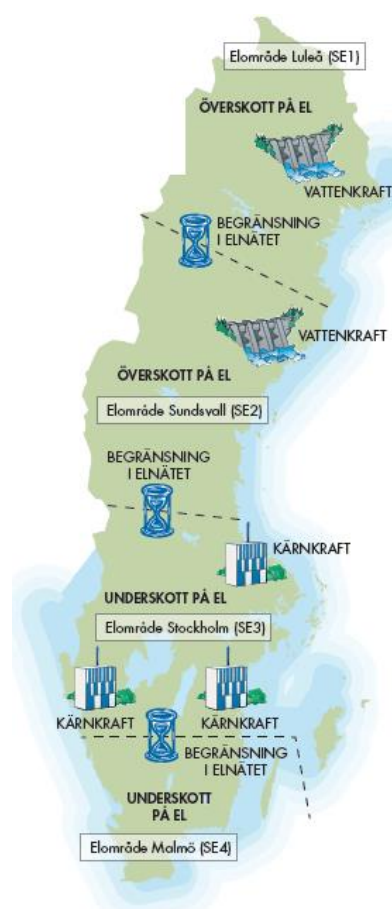 Elområde Luleå (SE1)
ÖVERSKOTT PÅ EL
VATTENKRAFT
BEGRÄNSNING
I ELNÄTET
VATTENKRAFT
ÖVERSKOTT PÅ EL
Elområde Sundsvall (SE2)
BEGRÄNSNING
I ELNÄTET
KÄRNKRAFT
UNDERSKOTT PÅ EL
Elområde Stockholm (SE3)
KÄRNKRAFT
KÄRNKRAFT
BEGRÄNSNING
I ELNÄTET
UNDERSKOTT
PÅ EL
Elområde Malmö (SE4)